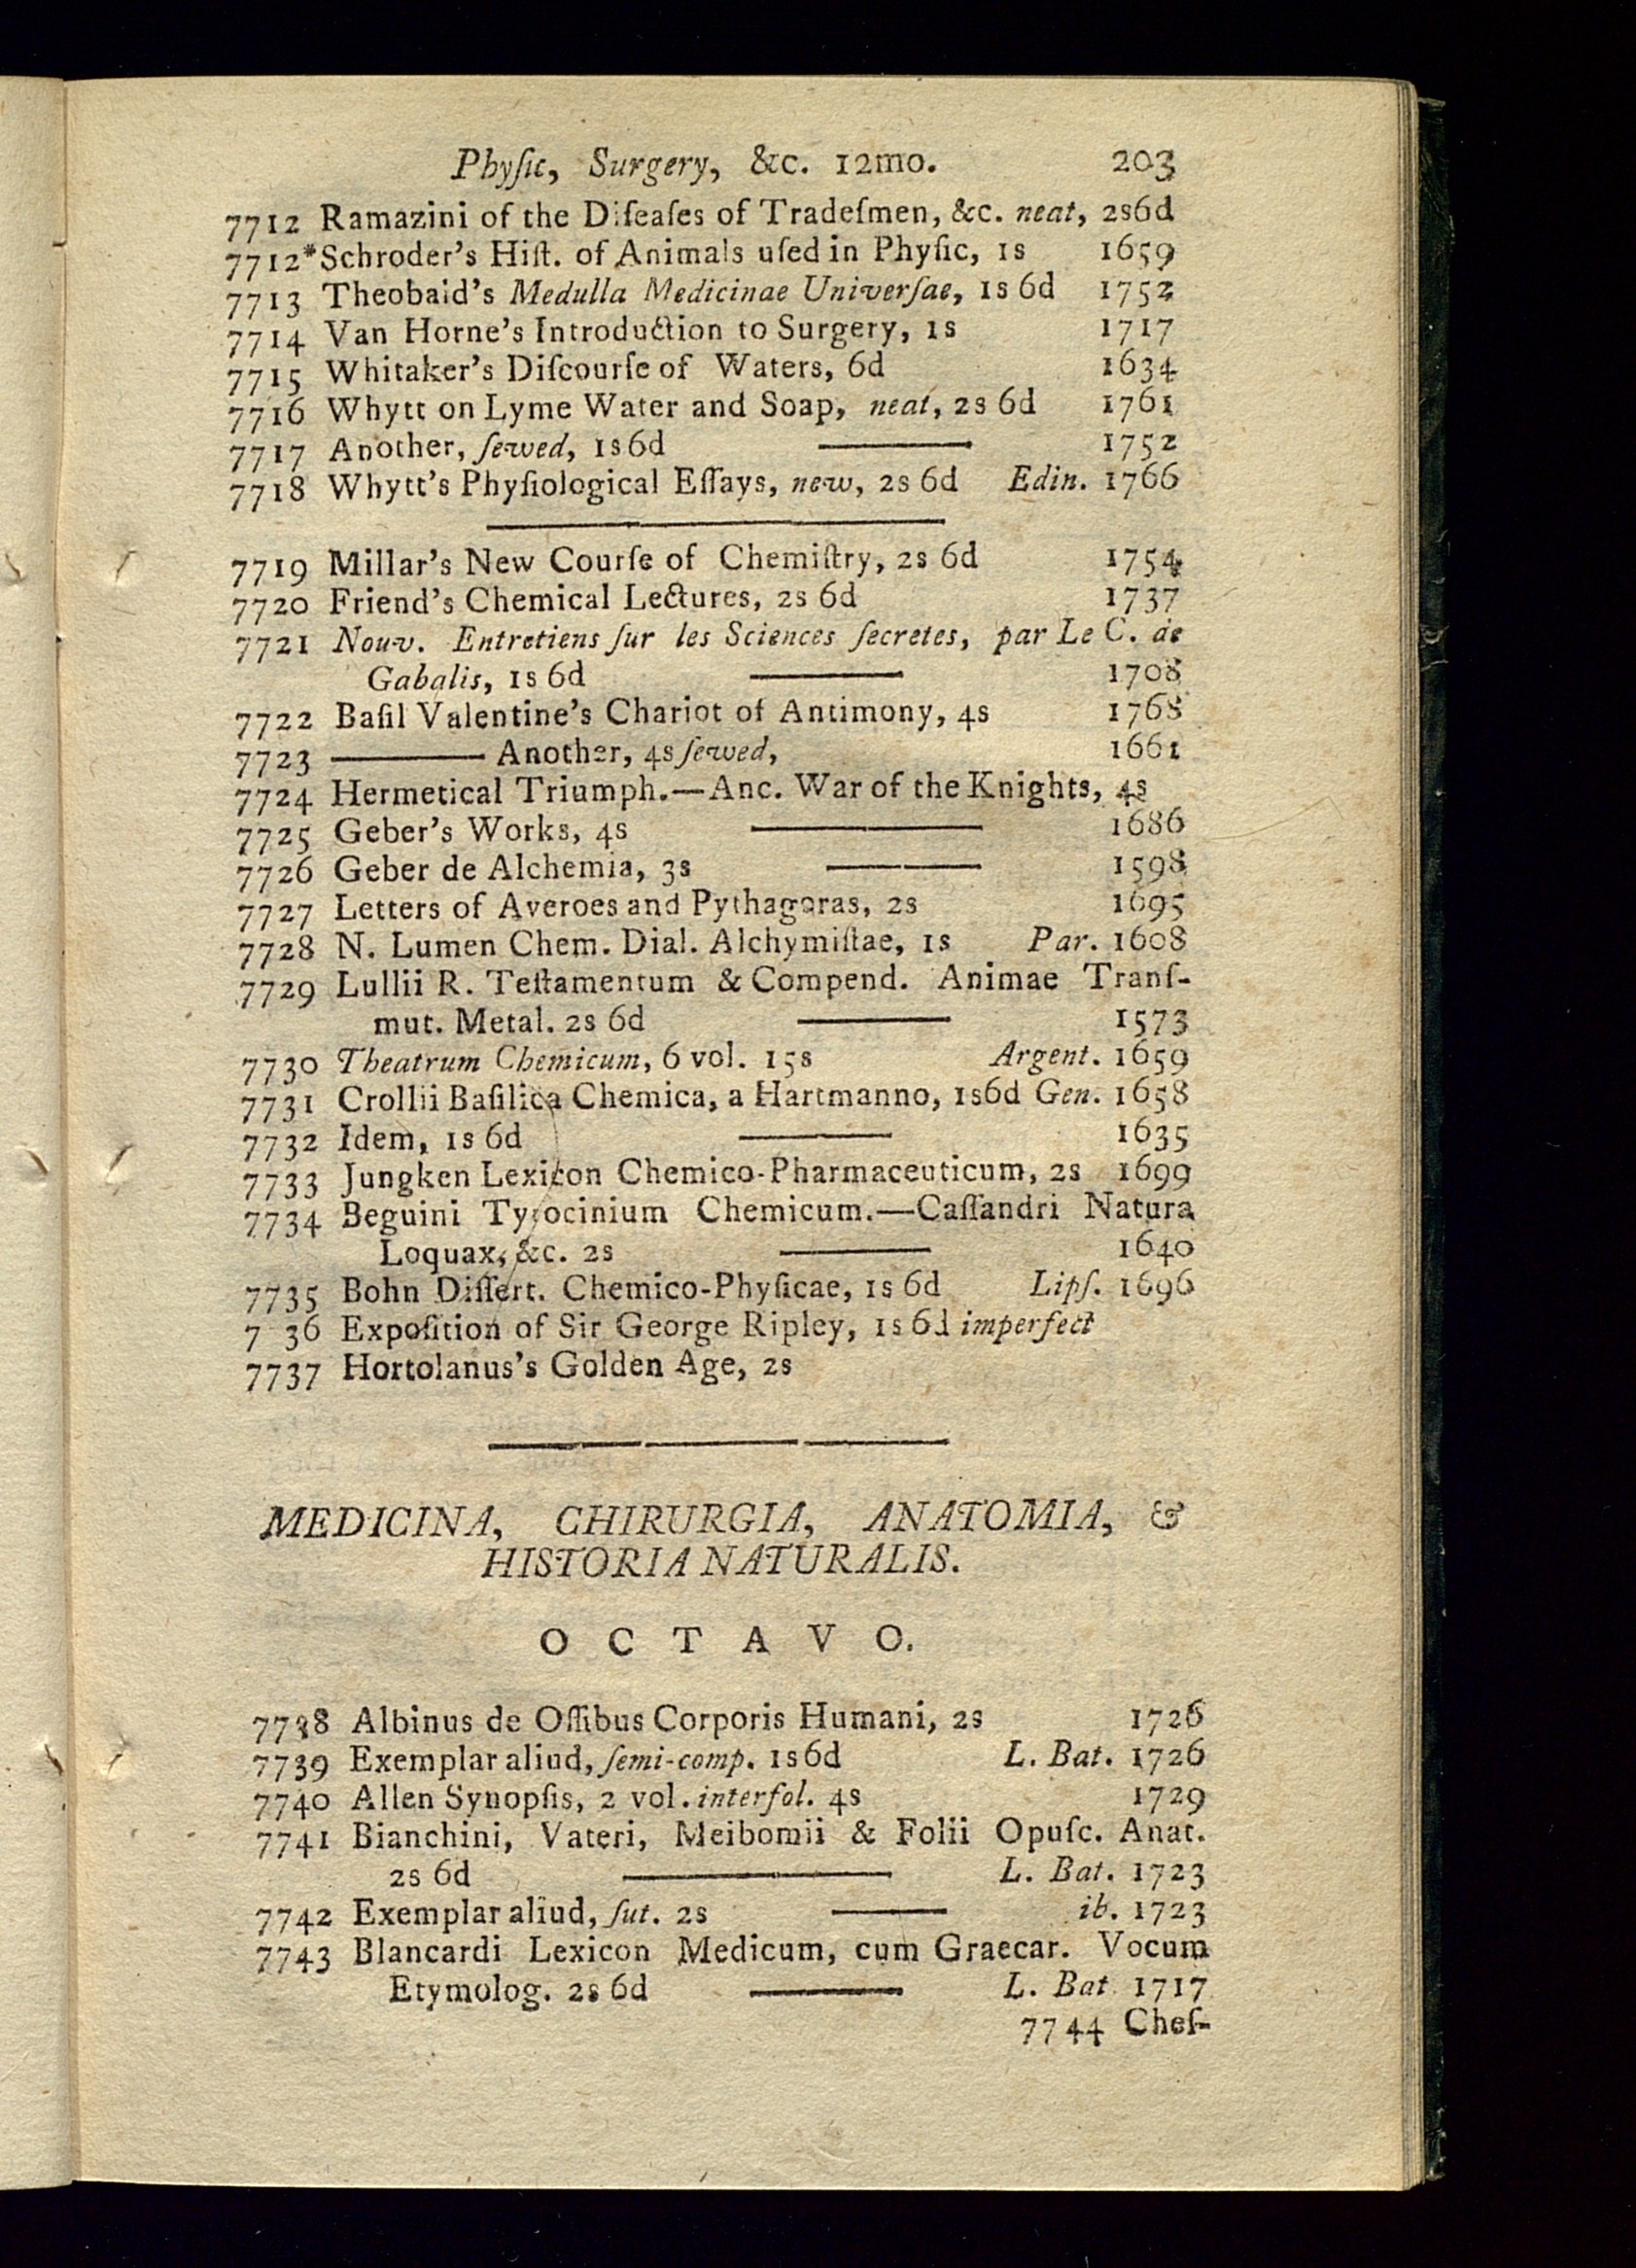 Phyſic, Surgery, &c. 12mo. 203
7712 Ramazini of the Diſeaſes of Tradeſmen, &c. neat, 2s6d
7712*Schroder's Hiſt. of Animals uſed in Phyſic, 1s 1659
7713 Theobald's Medulla Medicinae Univerſae, 1s 6d 1752
7714 Van Horne's Introduction to Surgery, 1s 1717
7715 Whitaker's Diſcourſe of Waters, 6d 1634
7716 Whytt on Lyme Water and Soap, neat, 2s 6d 1761
7717 Another, ſewed, 1s 6d ——— 1752
7718 Whytt's Phyſiological Eſſays, new, 2s 6d Edin. 1766
7719 Millar's New Courſe of Chemiſtry, 2s 6d 1754
7720 Friend's Chemical Lectures, 2s 6d 1737
7721 Nouv. Entretiens ſur les Sciences ſecretes, par Le C. de
Gabalis, 1s 6d ——— 1708
7722 Baſil Valentine's Chariot of Antimony, 4s 1768
7723 ——— Another, 4s ſewed, 1661
7724 Hermetical Triumph.—Anc. War of the Knights, 4s
7725 Geber's Works, 4s ——— 1686
7726 Geber de Alchemia, 3s ——— 1598
7727 Letters of Averoes and Pythagoras, 2s 1695
7728 N. Lumen Chem. Dial. Alchymiſtae, 1s Par. 1608
7729 Lullii R. Teſtamentum & Compend. Animae Tranſ-
mut. Metal. 2s 6d ——— 1573
7730 Theatrum Chemicum, 6 vol. 15s Argent. 1659
7731 Crollii Baſilica Chemica, a Hartmanno, 1s6d Gen. 1658
7732 Idem, 1s 6d ——— 1635
7733 Jungken Lexicon Chemico-Pharmaceuticum, 2s 1699
7734 Beguini Tyrocinium Chemicum.—Caſſandri Natura
Loquax, &c. 2s ——— 1640
7735 Bohn Diſſert. Chemico-Phyſicae, 1s 6d Lipſ. 1696
7 36 Expoſition of Sir George Ripley, 1s 6d imperfect
7737 Hortolanus's Golden Age, 2s
MEDICINA, CHIRURGIA, ANATOMIA, &
HISTORIA NATURALIS.
O C T A V O.
7738 Albinus de Oſſibus Corporis Humani, 2s 1726
7739 Exemplar aliud, ſemi-comp. 1s 6d L. Bat. 1726
7740 Allen Synopſis, 2 vol. interfol. 4s 1729
7741 Bianchini, Vateri, Meibomii & Folii Opuſc. Anat.
2s 6d ——— L. Bat. 1723
7742 Exemplar aliud, ſut. 2s ——— ib. 1723
7743 Blancardi Lexicon Medicum, cum Graecar. Vocum
Etymolog. 2s 6d ——— L. Bat. 1717
7744 Cheſ-